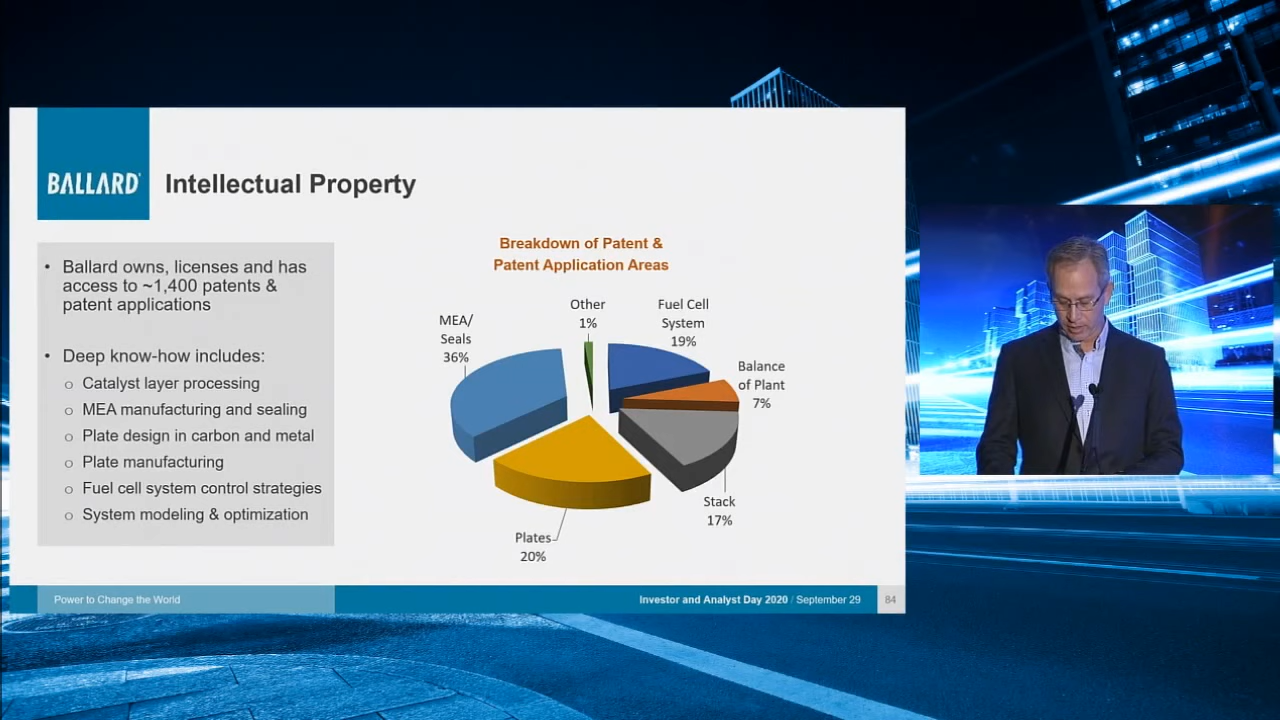 BALLARD
Intellectual Property
• Ballard owns, licenses and has
access to ~1,400 patents &
patent applications
• Deep know-how includes:
o Catalyst layer processing
o MEA manufacturing and sealing
o Plate design in carbon and metal
o Plate manufacturing
o Fuel cell system control strategies
o System modeling & optimization
Breakdown of Patent &
Patent Application Areas
Other
1%
Fuel Cell
System
19%
MEA/
Seals
36%
Balance
of Plant
7%
Stack
17%
Plates
20%
Power to Change the World
Investor and Analyst Day 2020 / September 29
84